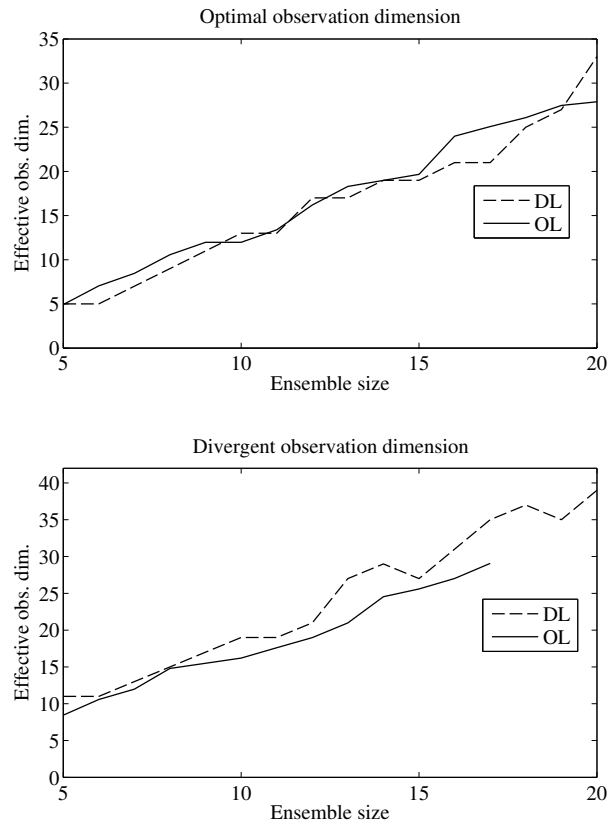 Optimal observation dimension
35
30
25
20
15
10
5
0
Effective obs. dim.
DL
OL
5 10 15 20
Ensemble size
Divergent observation dimension
40
35
30
25
20
15
10
5
0
Effective obs. dim.
DL
OL
5 10 15 20
Ensemble size